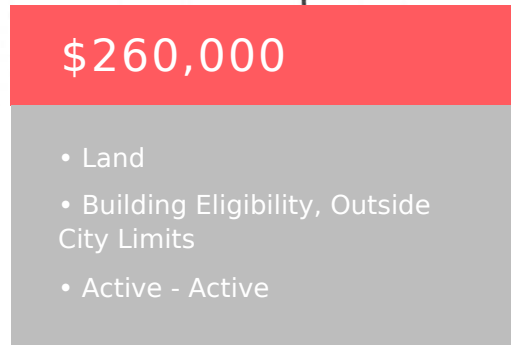 $260,000
• Land
• Building Eligibility, Outside
City Limits
• Active - Active